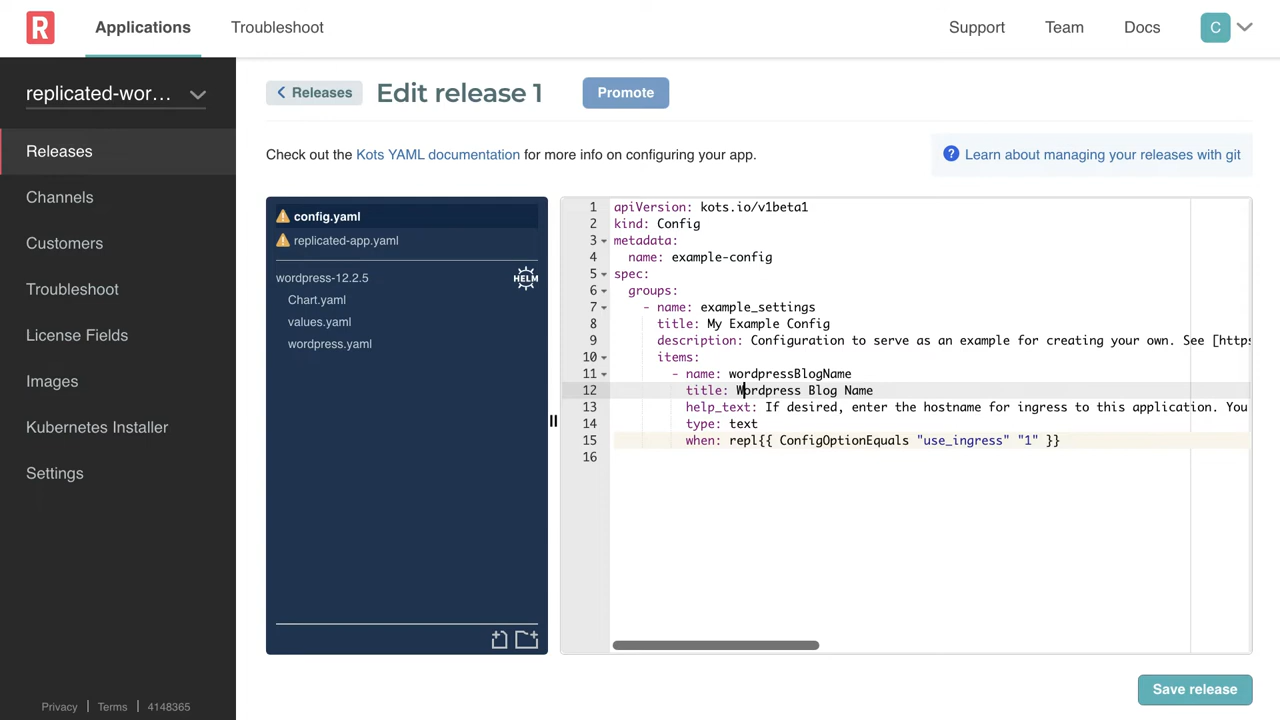 R
Applications
Troubleshoot
Support
Team
Docs
C
replicated-wor...
Releases
Channels
Customers
Troubleshoot
License Fields
Images
Kubernetes Installer
Settings
Privacy | Terms | 4148365
Releases
Edit release 1
Promote
Check out the Kots YAML documentation for more info on configuring your app.
? Learn about managing your releases with git
config.yaml
replicated-app.yaml
wordpress-12.2.5
HELM
Chart.yaml
values.yaml
wordpress.yaml
1 apiVersion: kots.io/v1beta1
2 kind: Config
3 metadata:
4 name: example-config
5 spec:
6 groups:
7 - name: example_settings
8 title: My Example Config
9 description: Configuration to serve as an example for creating your own. See [https
10 items:
11 - name: wordpressBlogName
12 title: Wordpress Blog Name
13 help_text: If desired, enter the hostname for ingress to this application. You
14 type: text
15 when: repl{{ ConfigOptionEquals "use_ingress" "1" }}
16
Save release